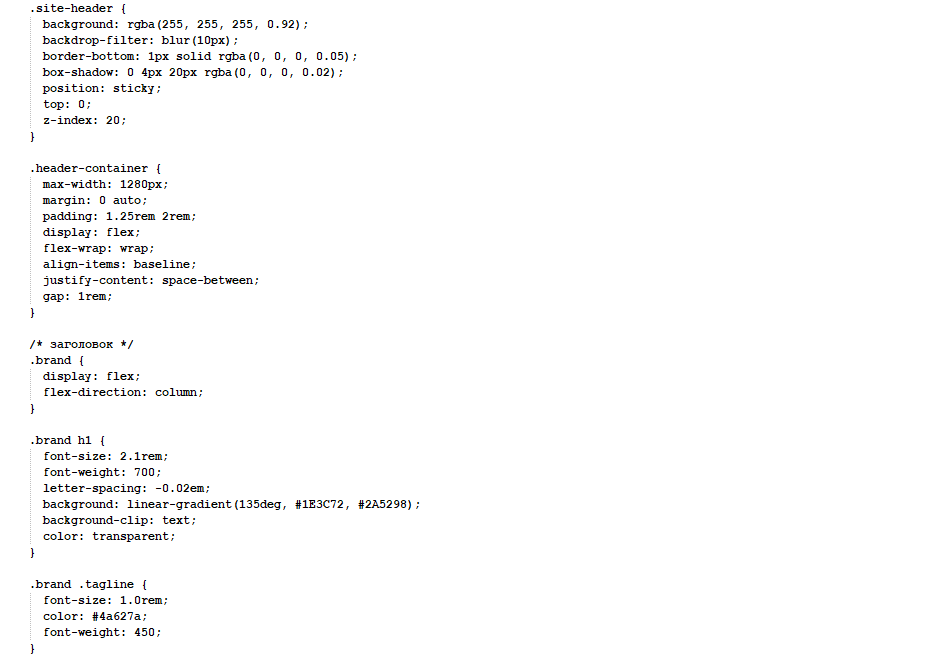 .site-header {
background: rgba(255, 255, 255, 0.92);
backdrop-filter: blur(10px);
border-bottom: 1px solid rgba(0, 0, 0, 0.05);
box-shadow: 0 4px 20px rgba(0, 0, 0, 0.02);
position: sticky;
top: 0;
z-index: 20;
}
.header-container {
max-width: 1280px;
margin: 0 auto;
padding: 1.25rem 2rem;
display: flex;
flex-wrap: wrap;
align-items: baseline;
justify-content: space-between;
gap: 1rem;
}
/* заголовок */
.brand {
display: flex;
flex-direction: column;
}
.brand h1 {
font-size: 2.1rem;
font-weight: 700;
letter-spacing: -0.02em;
background: linear-gradient(135deg, #1E3C72, #2A5298);
background-clip: text;
color: transparent;
}
.brand .tagline {
font-size: 1.0rem;
color: #4a627a;
font-weight: 450;
}